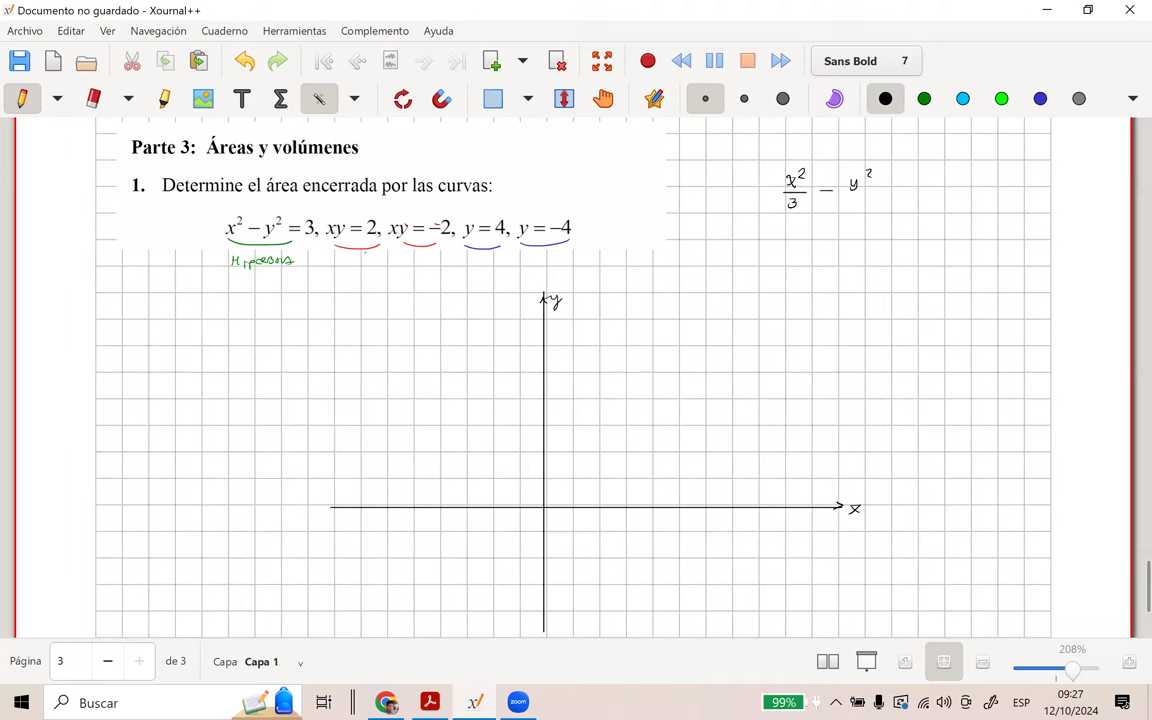 Documento no guardado - Xournal++
Archivo Editar Ver Navegación Cuaderno Herramientas Complemento Ayuda
Sans Bold 7
Parte 3: Áreas y volúmenes
1. Determine el área encerrada por las curvas:
x² − y² = 3, xy = 2, xy = −2, y = 4, y = −4
Hiperbola
x²/3 − y²
y
x
Página 3 de 3 Capa Capa 1 208%
Buscar 99% ESP 09:27
12/10/2024
zoom